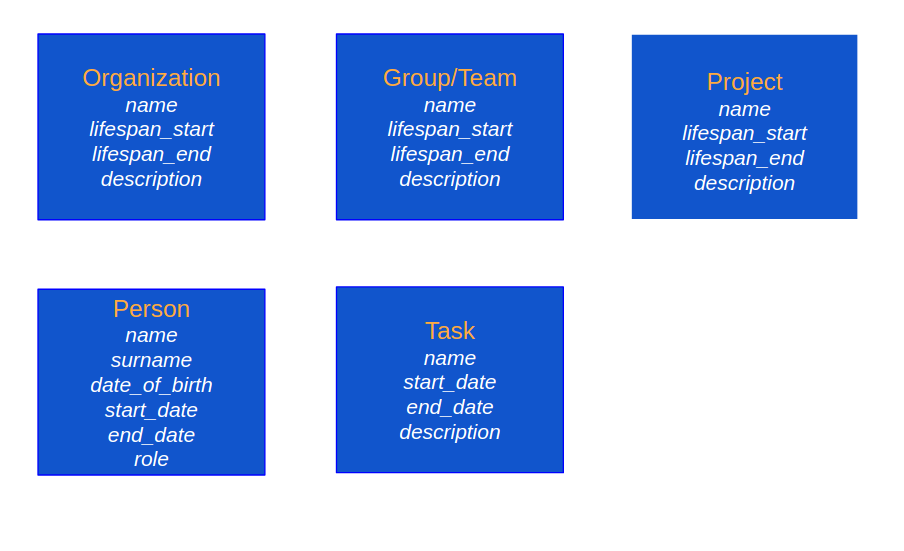 Organization
name
lifespan_start
lifespan_end
description
Group/Team
name
lifespan_start
lifespan_end
description
Project
name
lifespan_start
lifespan_end
description
Person
name
surname
date_of_birth
start_date
end_date
role
Task
name
start_date
end_date
description